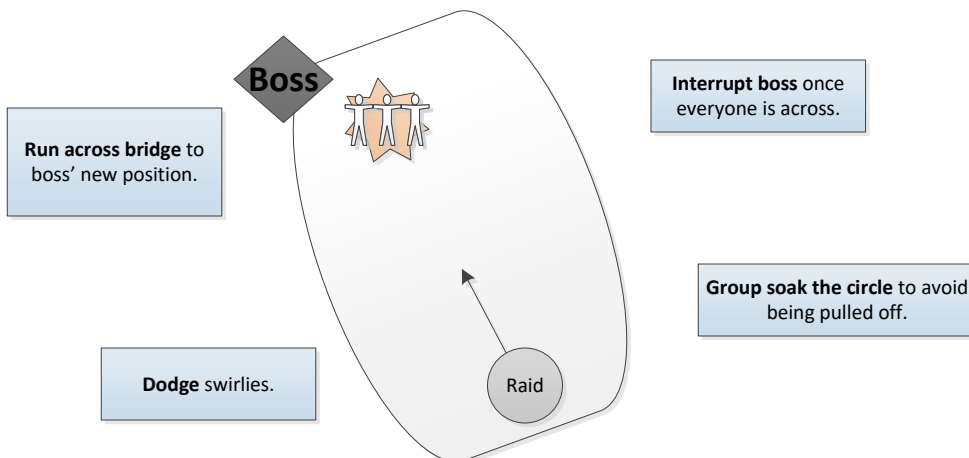 Boss
Interrupt boss once
everyone is across.
Run across bridge to
boss' new position.
Group soak the circle to avoid
being pulled off.
Dodge swirlies.
Raid